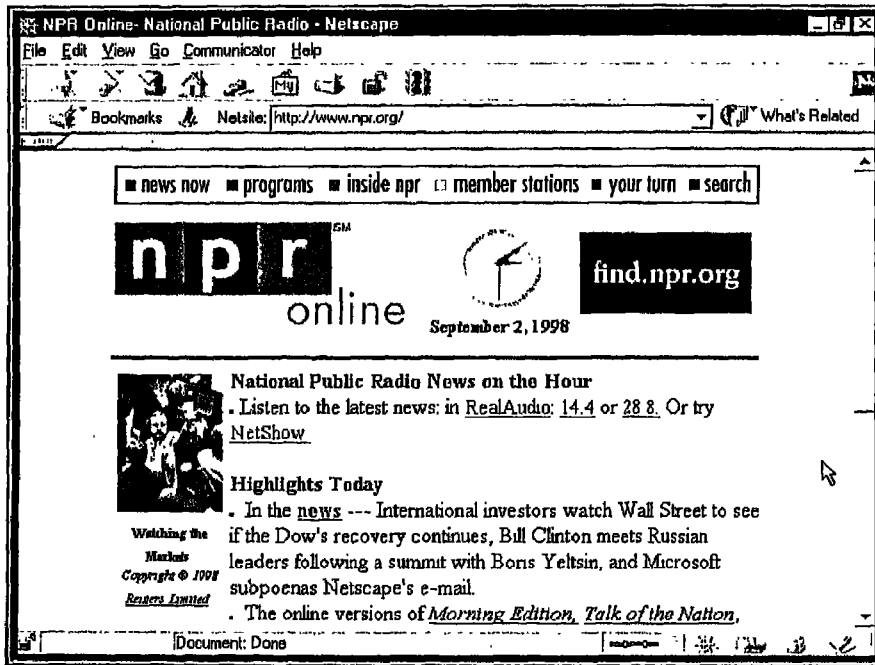 NPR Online- National Public Radio - Netscape
File Edit View Go Communicator Help
My
Bookmarks Netsite: http://www.npr.org/ What's Related
news now programs inside npr member stations your turn search
npr SM
online
find.npr.org
September 2, 1998
National Public Radio News on the Hour
. Listen to the latest news: in RealAudio: 14.4 or 28 8. Or try
NetShow
Highlights Today
. In the news --- International investors watch Wall Street to see
if the Dow's recovery continues, Bill Clinton meets Russian
leaders following a summit with Boris Yeltsin, and Microsoft
subpoenas Netscape's e-mail.
. The online versions of Morning Edition, Talk of the Nation,
Watching the
Markets
Copyright © 1998
Reuters Limited
Document: Done